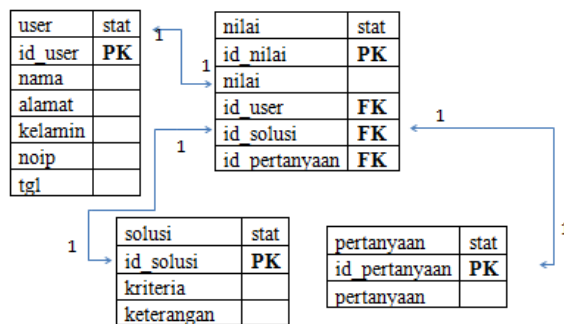 user stat
id_user PK
nama
alamat
kelamin
noip
tgl
1
1
nilai stat
id_nilai PK
nilai
id_user FK
id_solusi FK
id_pertanyaan FK
1
1
1
1
solusi stat
id_solusi PK
kriteria
keterangan
pertanyaan stat
id_pertanyaan PK
pertanyaan